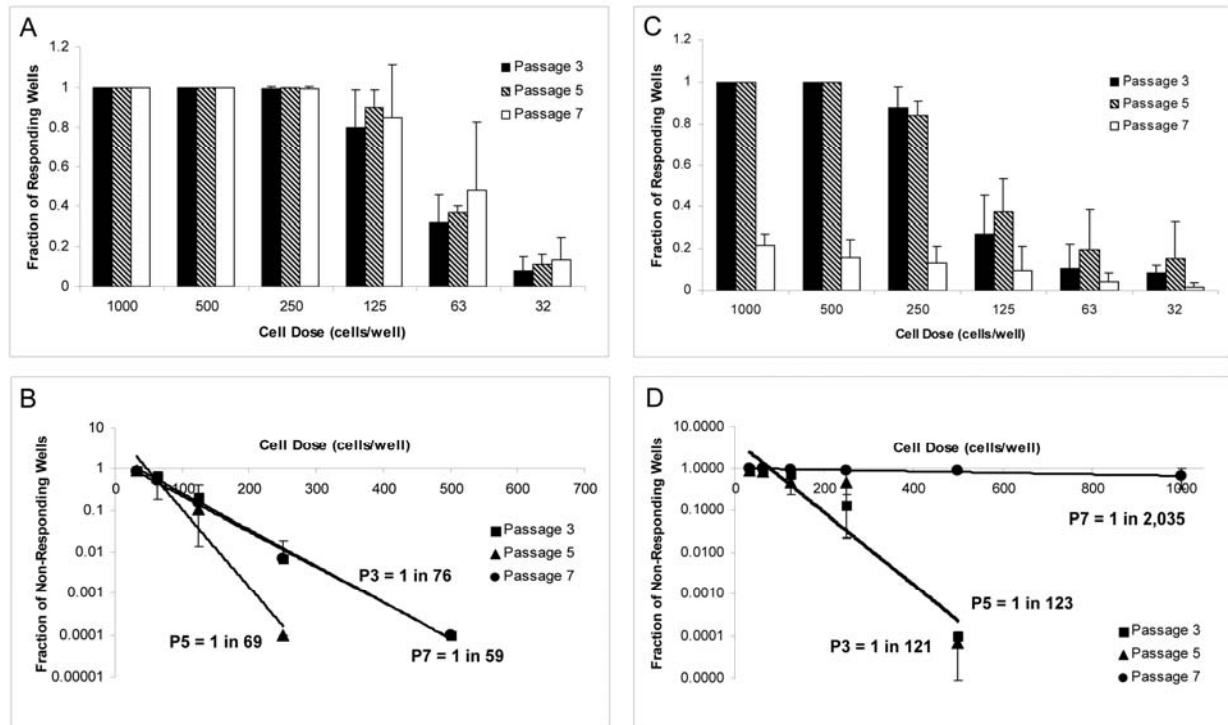 A
Fraction of Responding Wells
1.2
1
0.8
0.6
0.4
0.2
0
1000 500 250 125 63 32
Cell Dose (cells/well)
Passage 3
Passage 5
Passage 7
C
Fraction of Responding Wells
1.2
1
0.8
0.6
0.4
0.2
0
1000 500 250 125 63 32
Cell Dose (cells/well)
Passage 3
Passage 5
Passage 7
B
Fraction of Non-Responding Wells
10
1
0.1
0.01
0.001
0.0001
0.00001
Cell Dose (cells/well)
0 100 200 300 400 500 600 700
Passage 3
Passage 5
Passage 7
P3 = 1 in 76
P5 = 1 in 69
P7 = 1 in 59
D
Fraction of Non-Responding Wells
10.0000
1.0000
0.1000
0.0100
0.0010
0.0001
0.0000
Cell Dose (cells/well)
0 200 400 600 800 1000
P7 = 1 in 2,035
P5 = 1 in 123
P3 = 1 in 121
Passage 3
Passage 5
Passage 7